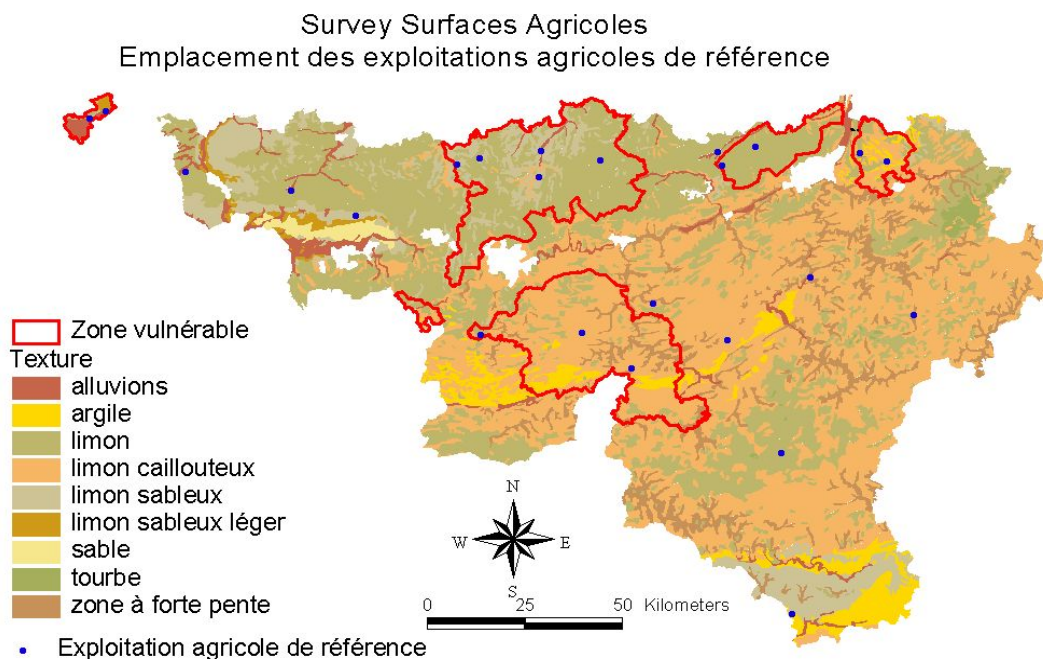 Survey Surfaces Agricoles
Emplacement des exploitations agricoles de référence
Zone vulnérable
Texture
alluvions
argile
limon
limon caillouteux
limon sableux
limon sableux léger
sable
tourbe
zone à forte pente
Exploitation agricole de référence
N
W E
S
0 25 50 Kilometers